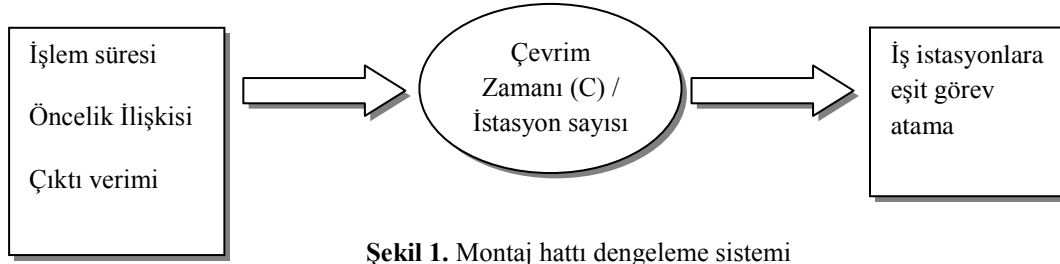 İşlem süresi
Öncelik İlişkisi
Çıktı verimi
Çevrim
Zamanı (C) /
İstasyon sayısı
İş istasyonlara
eşit görev
atama
Şekil 1. Montaj hattı dengeleme sistemi